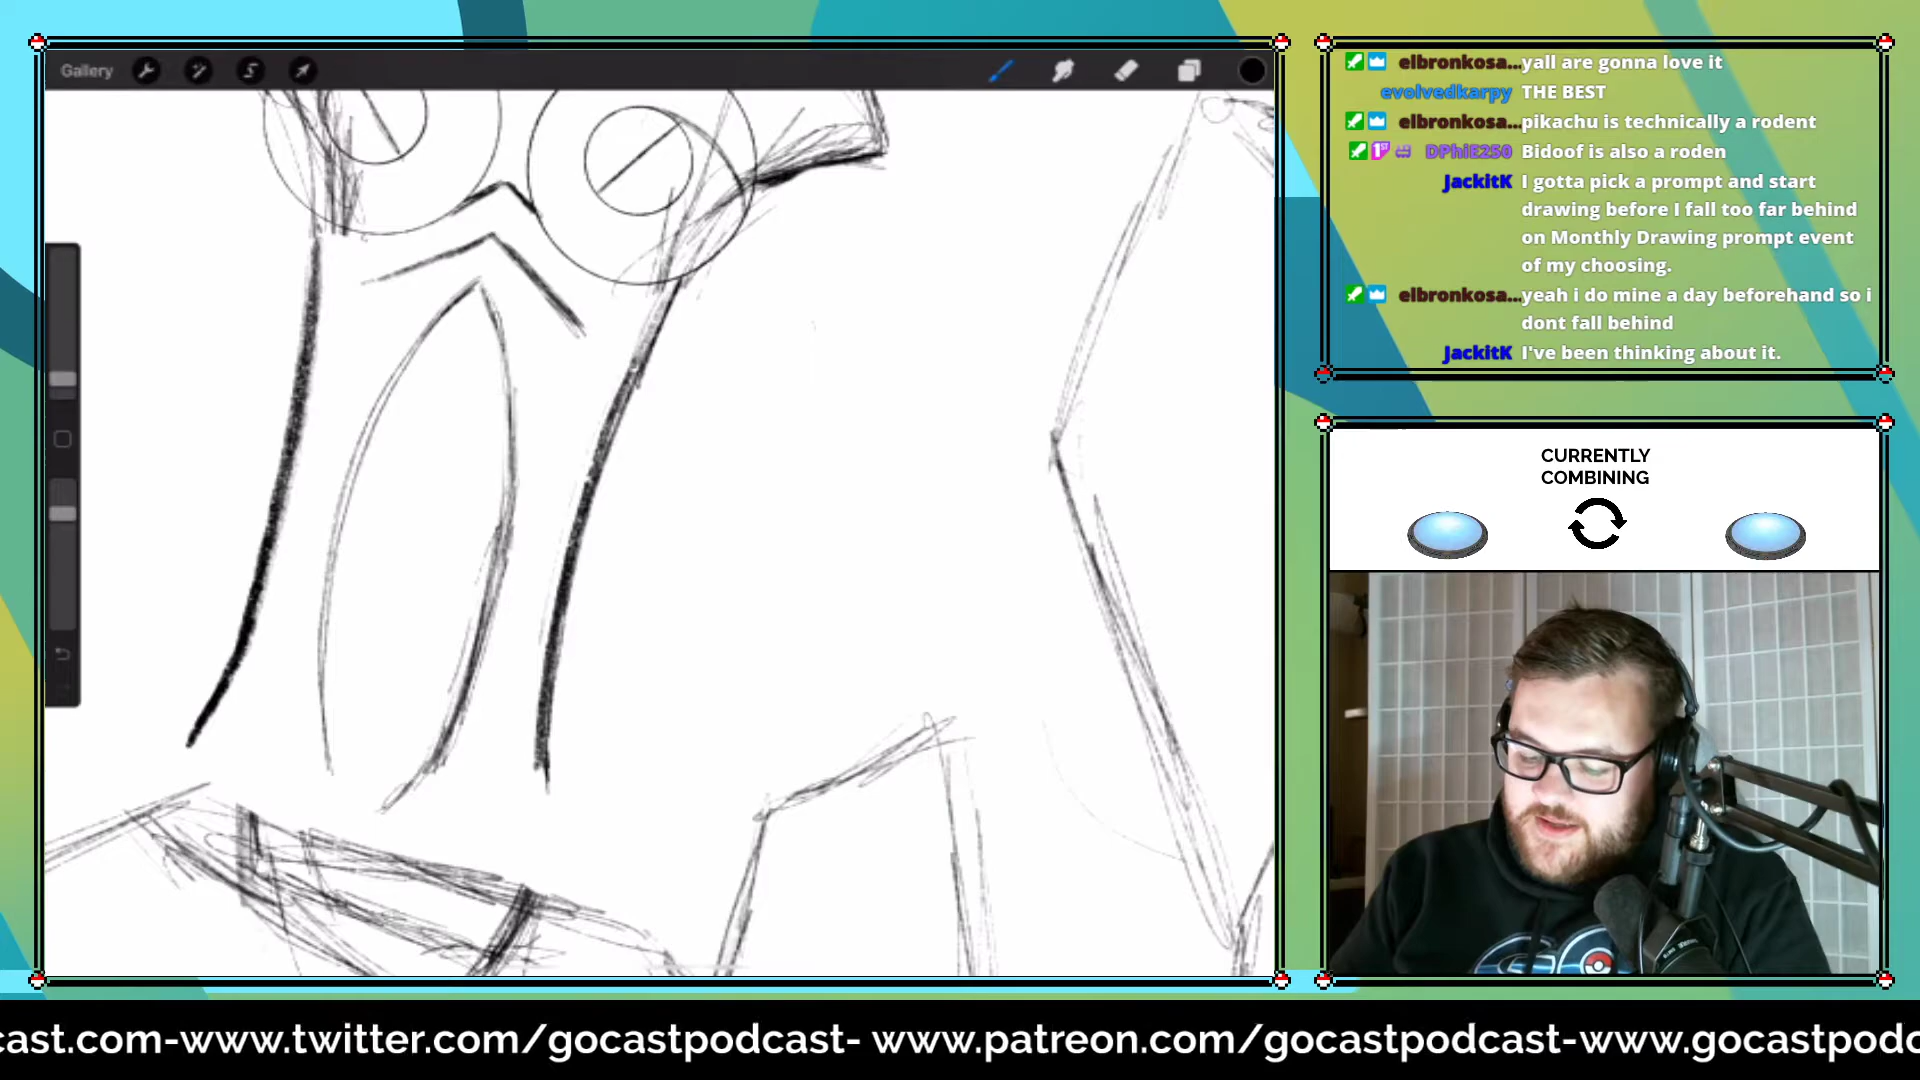 Gallery
elbronkosa...yall are gonna love it
evolvedkarpy THE BEST
elbronkosa...pikachu is technically a rodent
1st DPhiE250 Bidoof is also a roden
JackitK I gotta pick a prompt and start
drawing before I fall too far behind
on Monthly Drawing prompt event
of my choosing.
elbronkosa...yeah i do mine a day beforehand so i
dont fall behind
JackitK I've been thinking about it.
CURRENTLY
COMBINING
cast.com-www.twitter.com/gocastpodcast- www.patreon.com/gocastpodcast-www.gocastpodc